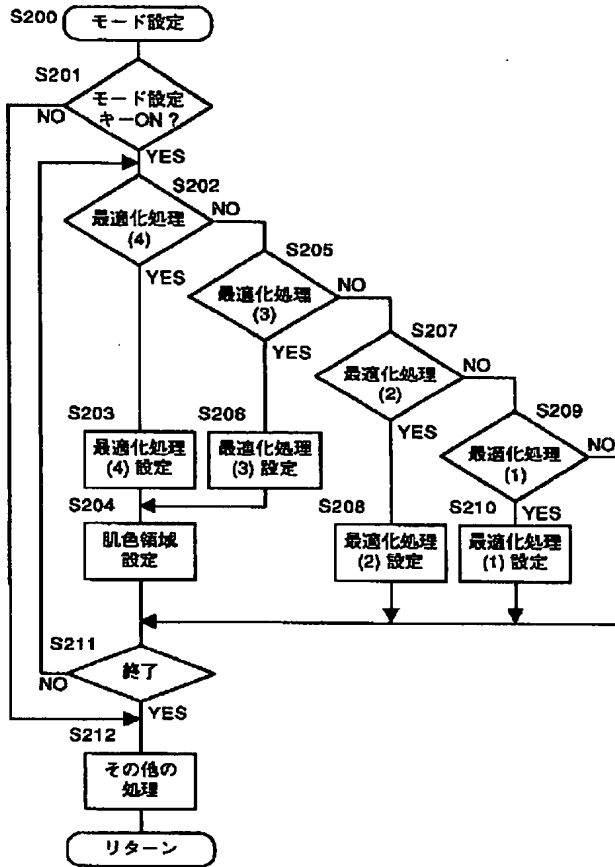 S200
モード設定
S201
モード設定
キーON ?
NO
YES
S202
最適化処理
(4)
NO
YES
S205
最適化処理
(3)
NO
YES
S207
最適化処理
(2)
NO
YES
S209
最適化処理
(1)
NO
YES
S203
最適化処理
(4) 設定
S206
最適化処理
(3) 設定
S208
最適化処理
(2) 設定
S210
最適化処理
(1) 設定
S204
肌色領域
設定
S211
終了
NO
YES
S212
その他の
処理
リターン